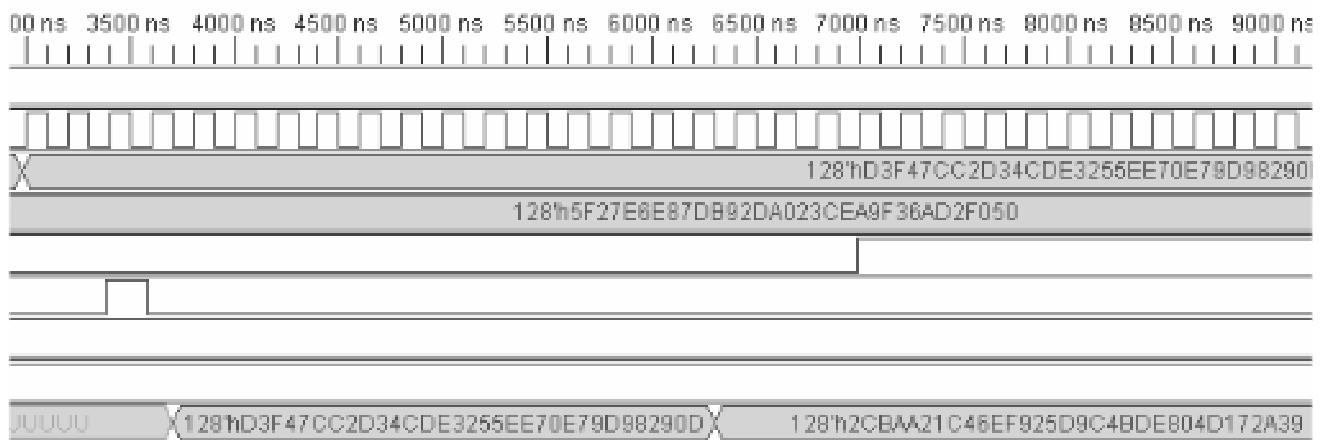 00 ns 3500 ns 4000 ns 4500 ns 5000 ns 5500 ns 6000 ns 6500 ns 7000 ns 7500 ns 8000 ns 8500 ns 9000 ns
128'hD3F47CC2D34CDE3255EE70E79D98290
128'h5F27E6E87DB92DA023CEA9F36AD2F050
UUUUU 128'hD3F47CC2D34CDE3255EE70E79D98290D 128'h2CBAA21C46EF925D9C4BDE804D172A39